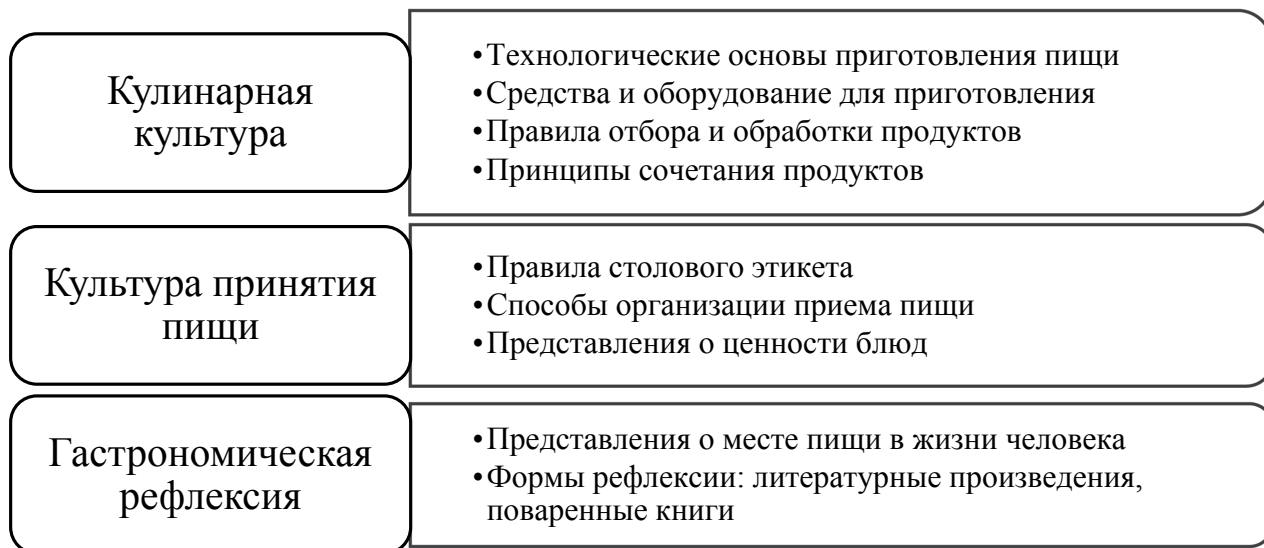 Кулинарная
культура
•Технологические основы приготовления пищи
•Средства и оборудование для приготовления
•Правила отбора и обработки продуктов
•Принципы сочетания продуктов
Культура принятия
пищи
•Правила столового этикета
•Способы организации приема пищи
•Представления о ценности блюд
Гастрономическая
рефлексия
•Представления о месте пищи в жизни человека
•Формы рефлексии: литературные произведения,
поваренные книги